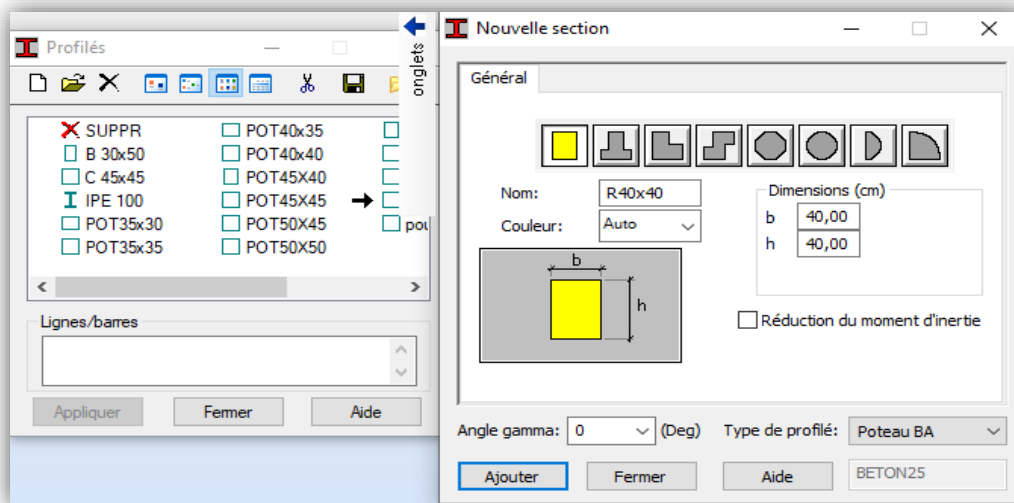 Profilés
onglets
SUPPR
B 30x50
C 45x45
IPE 100
POT35x30
POT35x35
POT40x35
POT40x40
POT45X40
POT45X45
POT50X45
POT50X50
pou
Lignes/barres
Appliquer
Fermer
Aide
Nouvelle section
Général
Nom:
R40x40
Couleur:
Auto
Dimensions (cm)
b
40,00
h
40,00
b
h
Réduction du moment d'inertie
Angle gamma:
0
(Deg)
Type de profilé:
Poteau BA
Ajouter
Fermer
Aide
BETON25